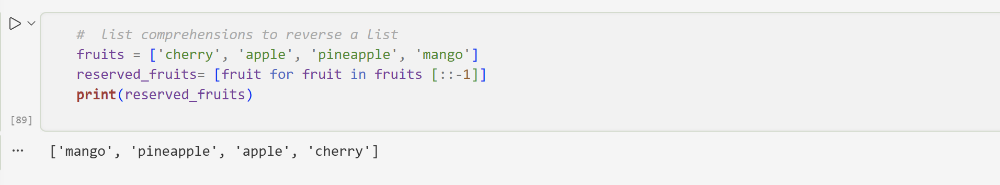 #  list comprehensions to reverse a list
fruits = ['cherry', 'apple', 'pineapple', 'mango']
reserved_fruits= [fruit for fruit in fruits [::-1]]
print(reserved_fruits)
[89]
... ['mango', 'pineapple', 'apple', 'cherry']